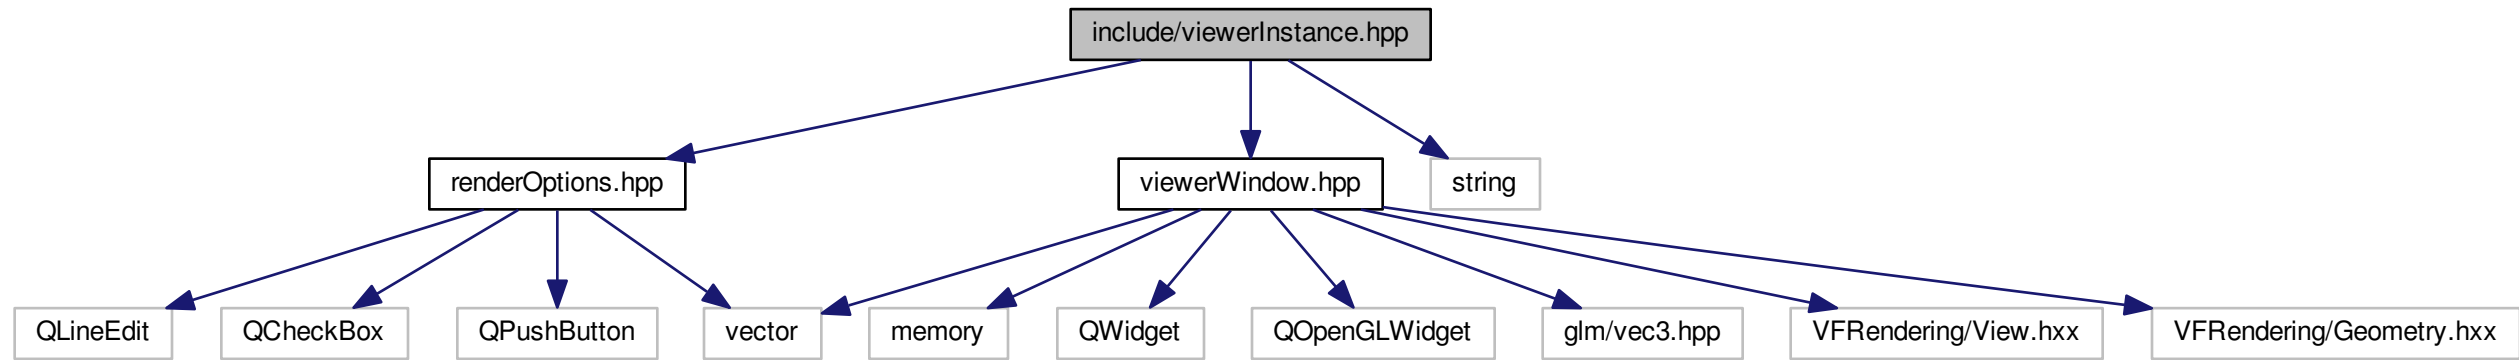 include/viewerInstance.hpp
renderOptions.hpp
viewerWindow.hpp
string
QLineEdit
QCheckBox
QPushButton
vector
memory
QWidget
QOpenGLWidget
glm/vec3.hpp
VFRendering/View.hxx
VFRendering/Geometry.hxx